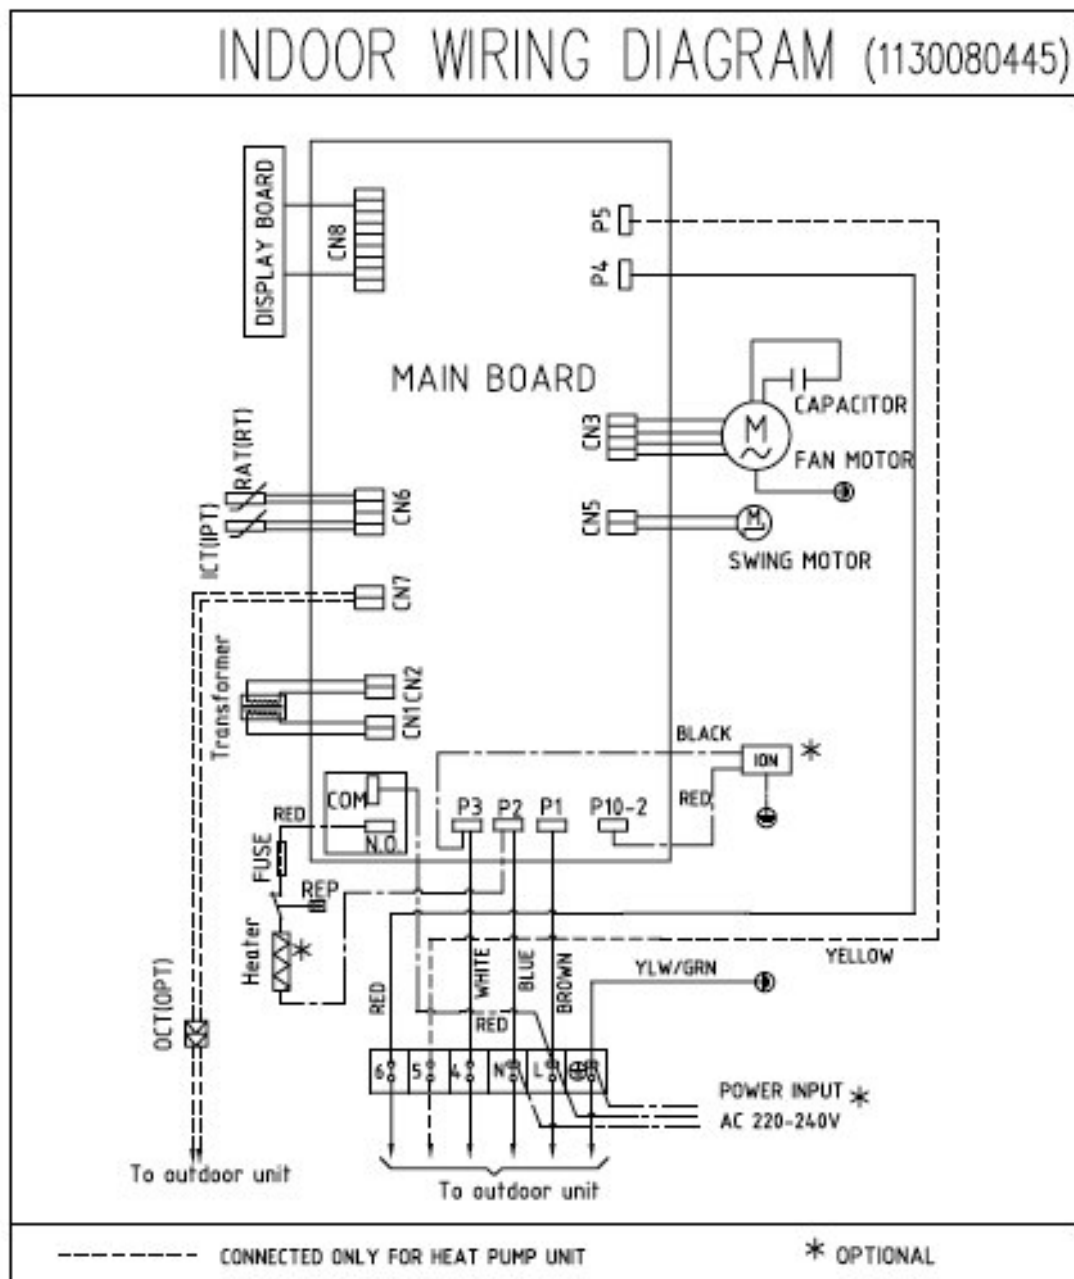 INDOOR WIRING DIAGRAM (1130080445)
DISPLAY BOARD
CN8
P5
P4
MAIN BOARD
CAPACITOR
CN3
M
FAN MOTOR
RAT(RT)
ICT(IPT)
CN6
CN5
M
SWING MOTOR
CN7
Transformer
CN2
CN1
BLACK
ION *
RED
COM
N.O.
P3 P2 P1 P10-2
RED
FUSE
REP
Heater *
YELLOW
YLW/GRN
RED
WHITE
BLUE
BROWN
RED
OCT(OPT)
6 5 4 N L
POWER INPUT *
AC 220-240V
To outdoor unit
To outdoor unit
CONNECTED ONLY FOR HEAT PUMP UNIT
* OPTIONAL